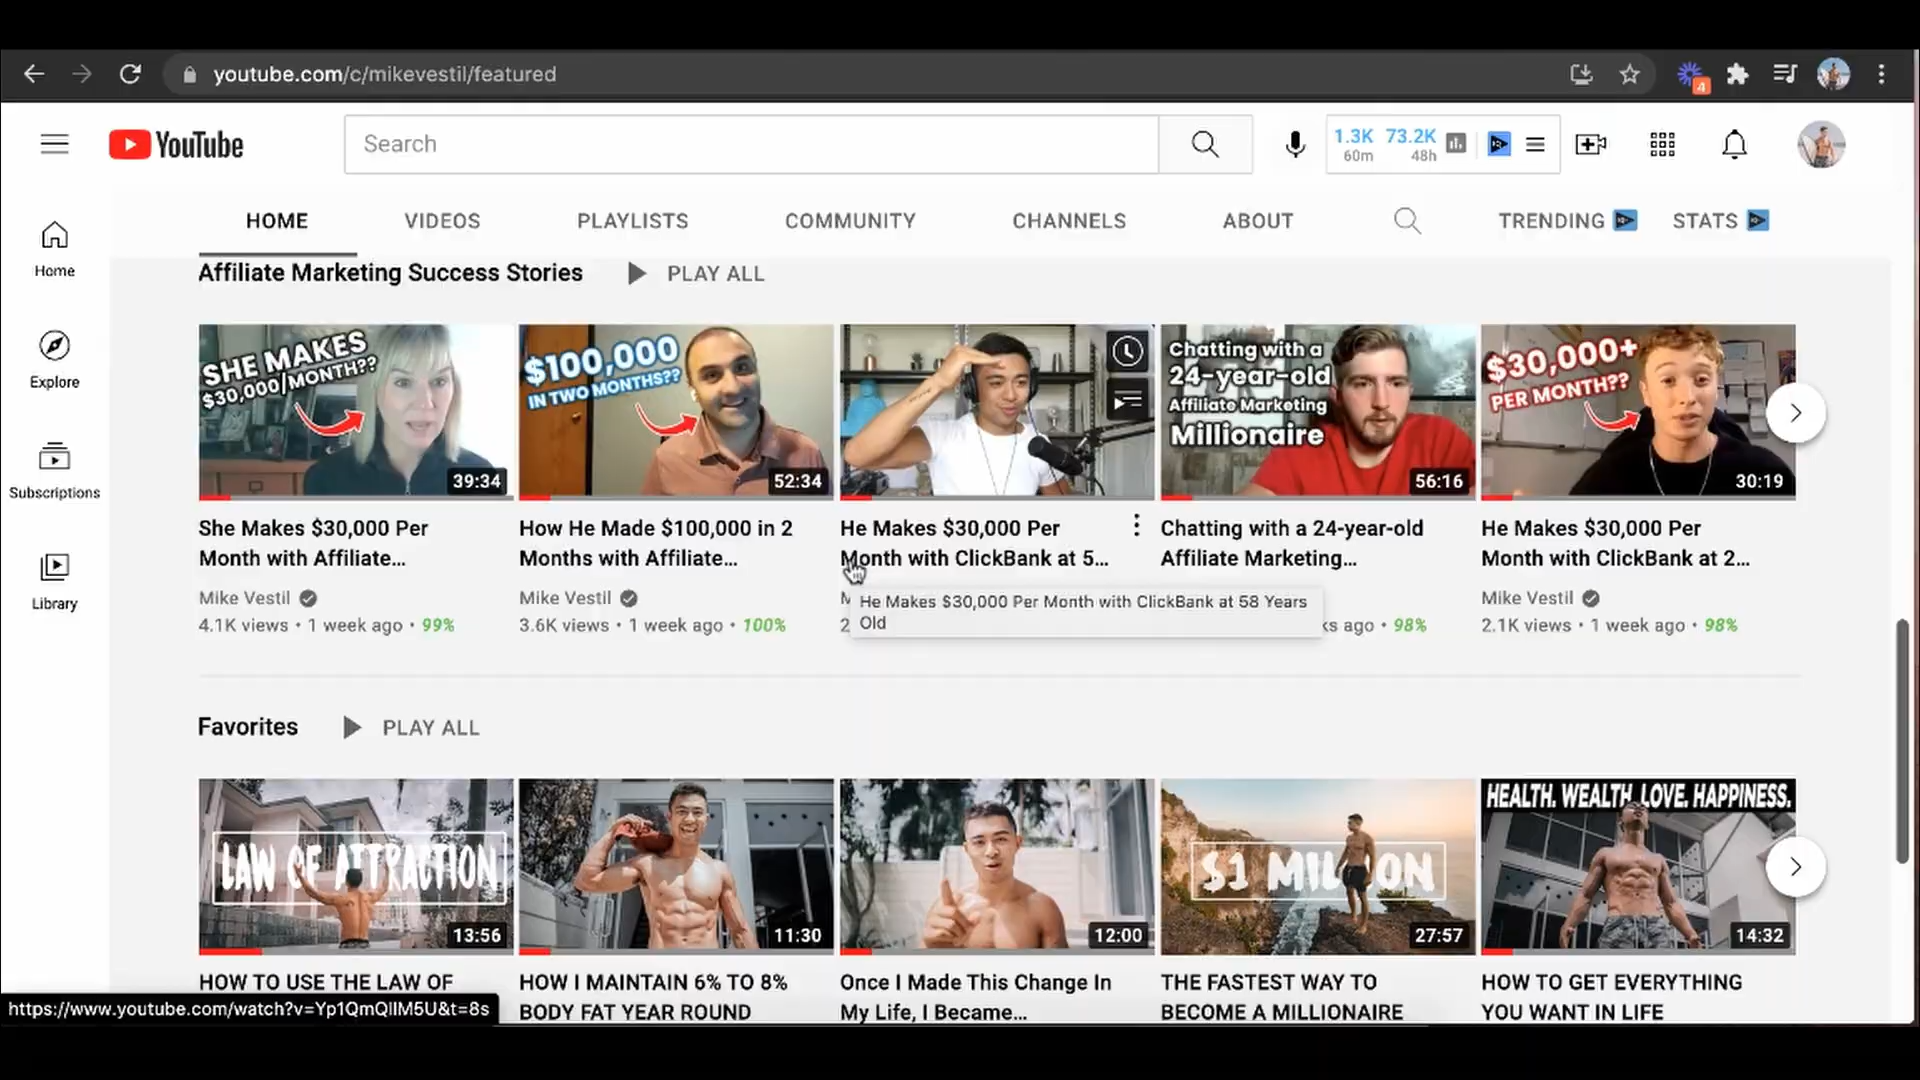 youtube.com/c/mikevestil/featured
4
YouTube
Search
1.3K 73.2K
60m 48h
HOME VIDEOS PLAYLISTS COMMUNITY CHANNELS ABOUT TRENDING STATS
Home
Explore
Subscriptions
Library
Affiliate Marketing Success Stories PLAY ALL
SHE MAKES
$30,000/MONTH??
39:34
$100,000
IN TWO MONTHS??
52:34
Chatting with a
24-year-old
Affiliate Marketing
Millionaire
56:16
$30,000+
PER MONTH??
30:19
She Makes $30,000 Per
Month with Affiliate...
Mike Vestil
4.1K views • 1 week ago • 99%
How He Made $100,000 in 2
Months with Affiliate...
Mike Vestil
3.6K views • 1 week ago • 100%
He Makes $30,000 Per
Month with ClickBank at 5...
He Makes $30,000 Per Month with ClickBank at 58 Years
Old
Chatting with a 24-year-old
Affiliate Marketing...
ks ago • 98%
He Makes $30,000 Per
Month with ClickBank at 2...
Mike Vestil
2.1K views • 1 week ago • 98%
Favorites PLAY ALL
LAW OF ATTRACTION
13:56
11:30
12:00
$1 MILLION
27:57
HEALTH. WEALTH. LOVE. HAPPINESS.
14:32
HOW TO USE THE LAW OF
HOW I MAINTAIN 6% TO 8%
BODY FAT YEAR ROUND
Once I Made This Change In
My Life, I Became...
THE FASTEST WAY TO
BECOME A MILLIONAIRE
HOW TO GET EVERYTHING
YOU WANT IN LIFE
https://www.youtube.com/watch?v=Yp1QmQIlM5U&t=8s